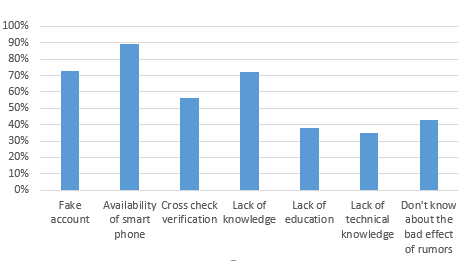 100%
90%
80%
70%
60%
50%
40%
30%
20%
10%
0%
Fake
account
Availability
of smart
phone
Cross check
verification
Lack of
knowledge
Lack of
education
Lack of
technical
knowledge
Don't know
about the
bad effect
of rumors